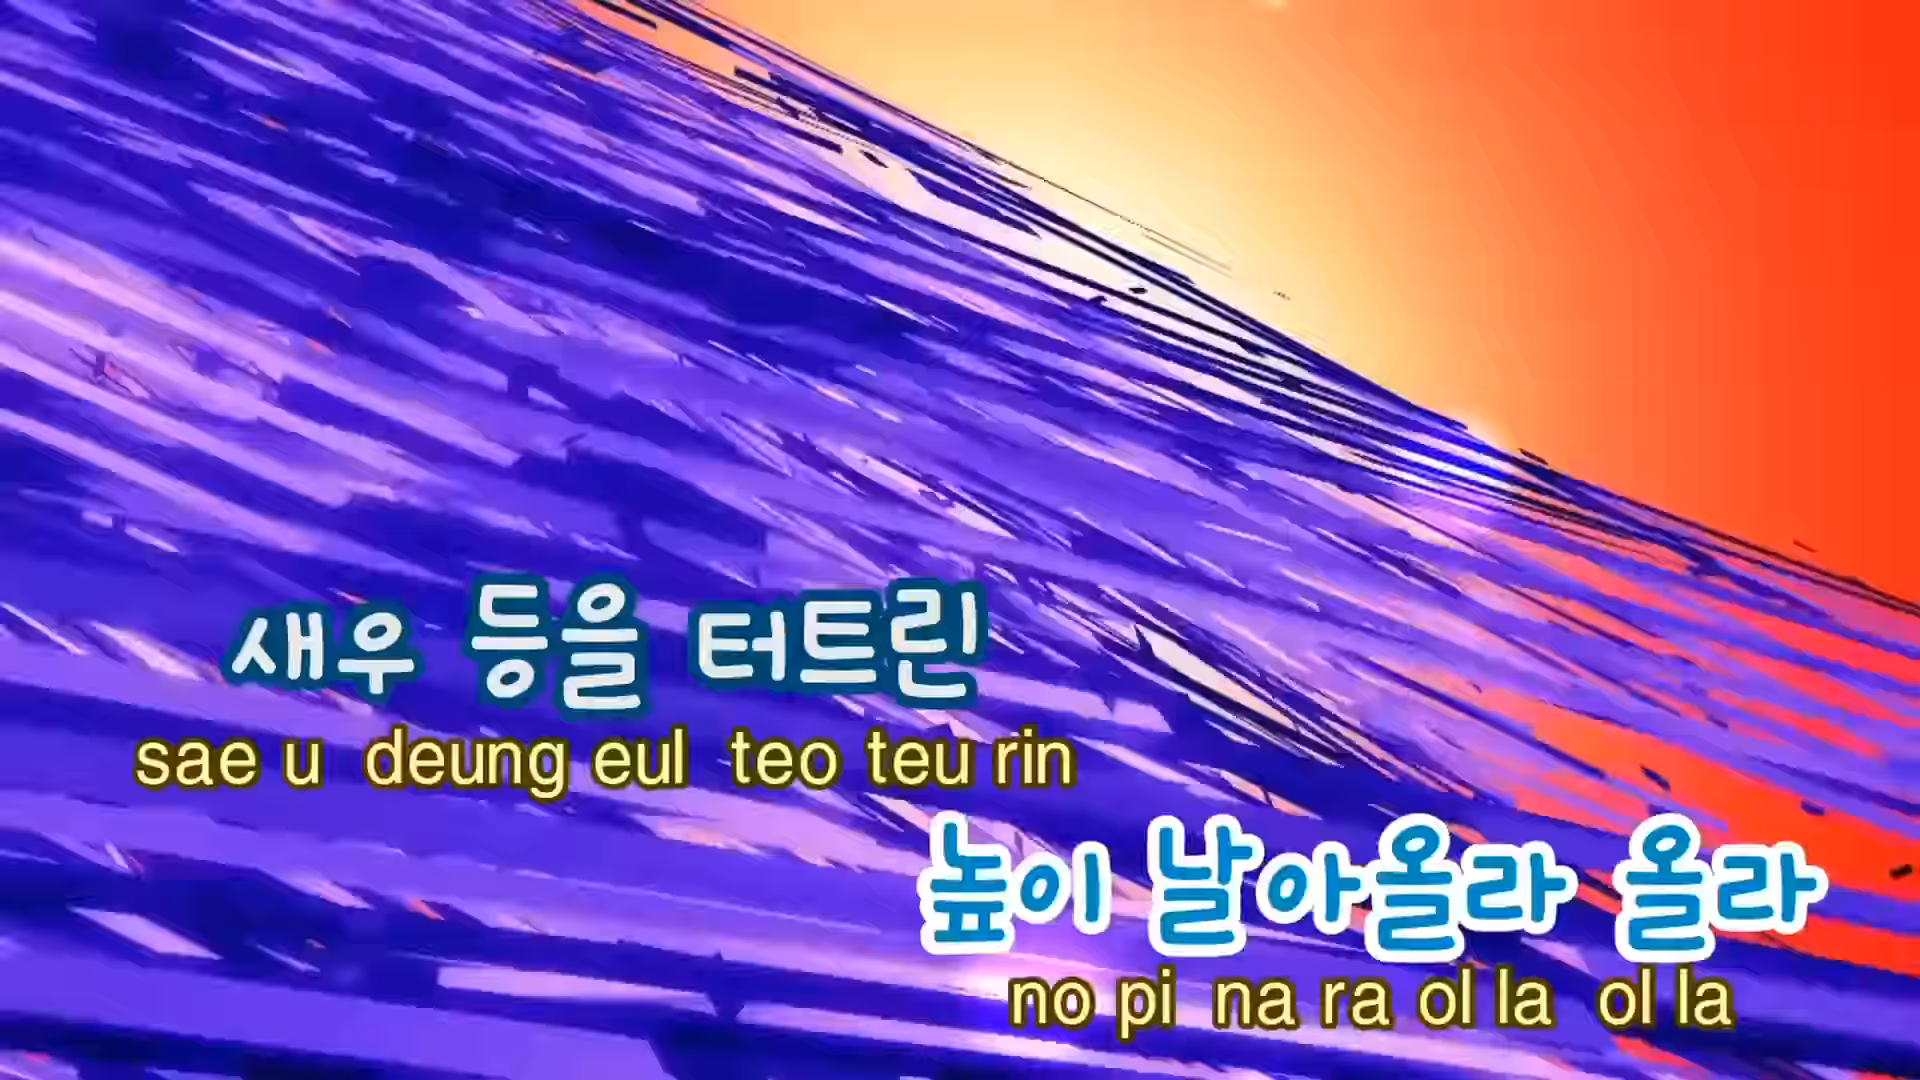 새우 등을 터트린
sae u deung eul teo teu rin
높이 날아올라 올라
no pi na ra ol la ol la